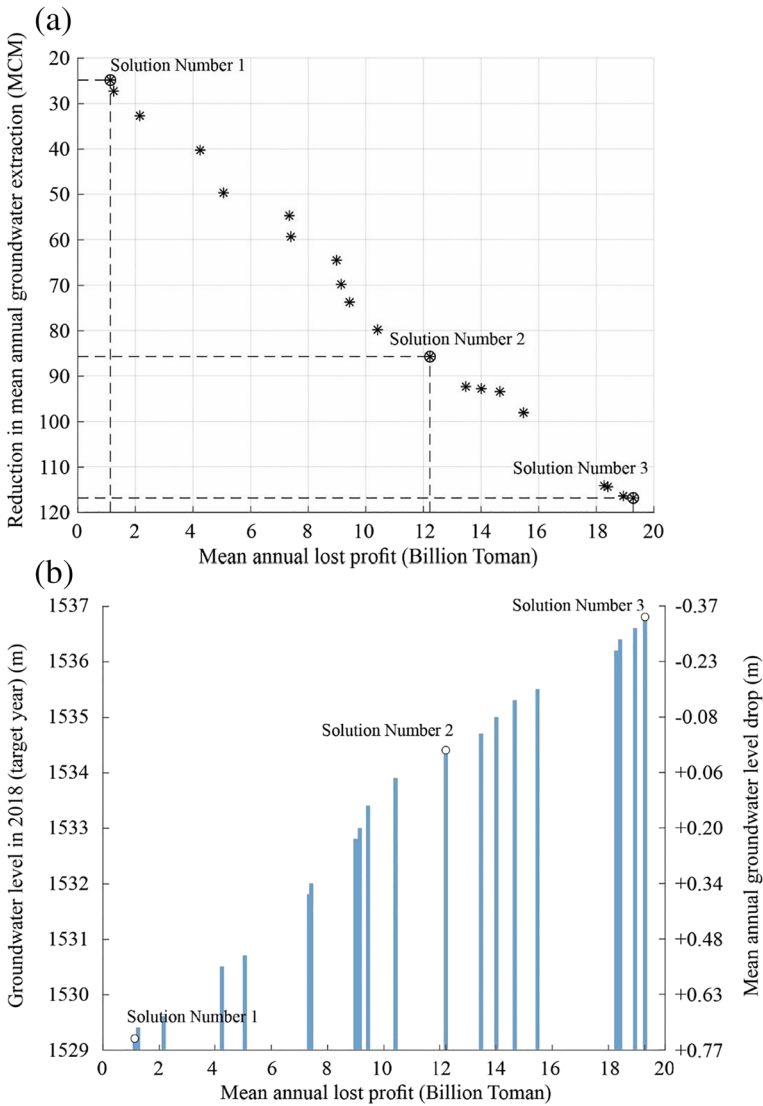 (a)
Reduction in mean annual groundwater extraction (MCM)
20
30
40
50
60
70
80
90
100
110
120
Solution Number 1
Solution Number 2
Solution Number 3
0 2 4 6 8 10 12 14 16 18 20
Mean annual lost profit (Billion Toman)
(b)
Groundwater level in 2018 (target year) (m)
1537
1536
1535
1534
1533
1532
1531
1530
1529
Solution Number 3
Solution Number 2
Solution Number 1
-0.37
-0.23
-0.08
+0.06
+0.20
+0.34
+0.48
+0.63
+0.77
Mean annual groundwater level drop (m)
0 2 4 6 8 10 12 14 16 18 20
Mean annual lost profit (Billion Toman)